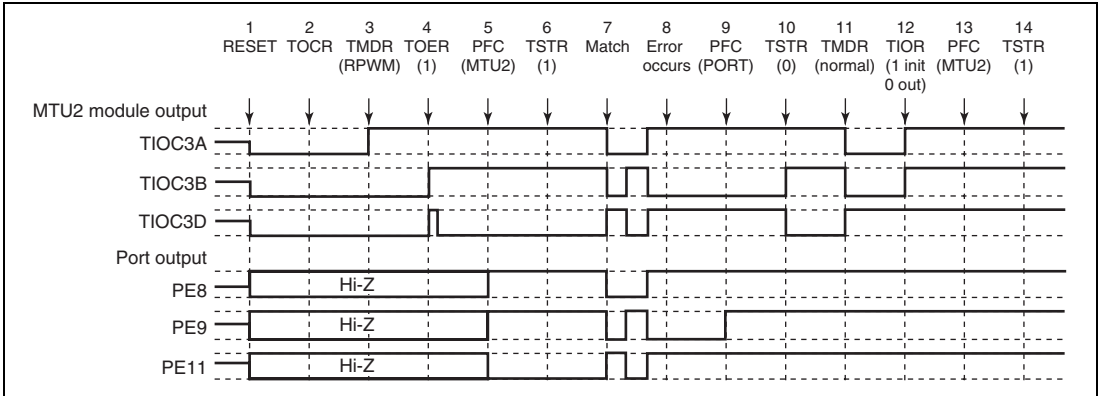 1 2 3 4 5 6 7 8 9 10 11 12 13 14
RESET TOCR TMDR TOER PFC TSTR Match Error PFC TSTR TMDR TIOR PFC TSTR
(RPWM) (1) (MTU2) (1) occurs (PORT) (0) (normal) (1 init (MTU2) (1)
0 out)
MTU2 module output
TIOC3A
TIOC3B
TIOC3D
Port output
PE8 Hi-Z
PE9 Hi-Z
PE11 Hi-Z